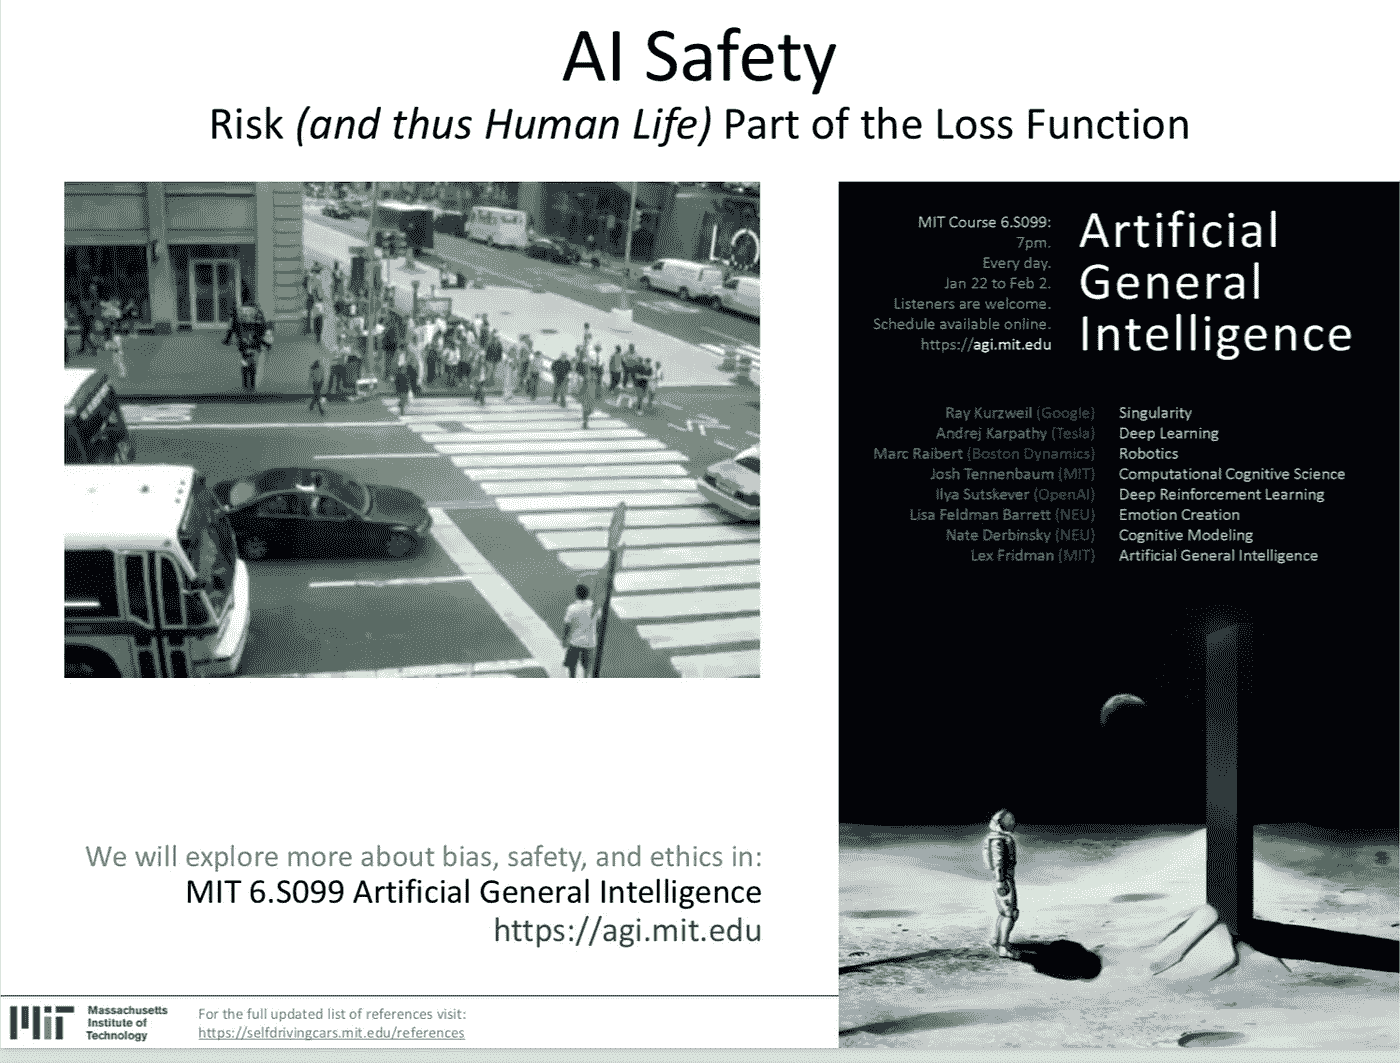 AI Safety
Risk (and thus Human Life) Part of the Loss Function
MIT Course 6.S099:
7pm.
Every day.
Jan 22 to Feb 2.
Listeners are welcome.
Schedule available online.
https://agi.mit.edu
Artificial
General
Intelligence
Ray Kurzweil (Google) Singularity
Andrej Karpathy (Tesla) Deep Learning
Marc Raibert (Boston Dynamics) Robotics
Josh Tennenbaum (MIT) Computational Cognitive Science
Ilya Sutskever (OpenAI) Deep Reinforcement Learning
Lisa Feldman Barrett (NEU) Emotion Creation
Nate Derbinsky (NEU) Cognitive Modeling
Lex Fridman (MIT) Artificial General Intelligence
We will explore more about bias, safety, and ethics in:
MIT 6.S099 Artificial General Intelligence
https://agi.mit.edu
MIT
Massachusetts
Institute of
Technology
For the full updated list of references visit:
https://selfdrivingcars.mit.edu/references